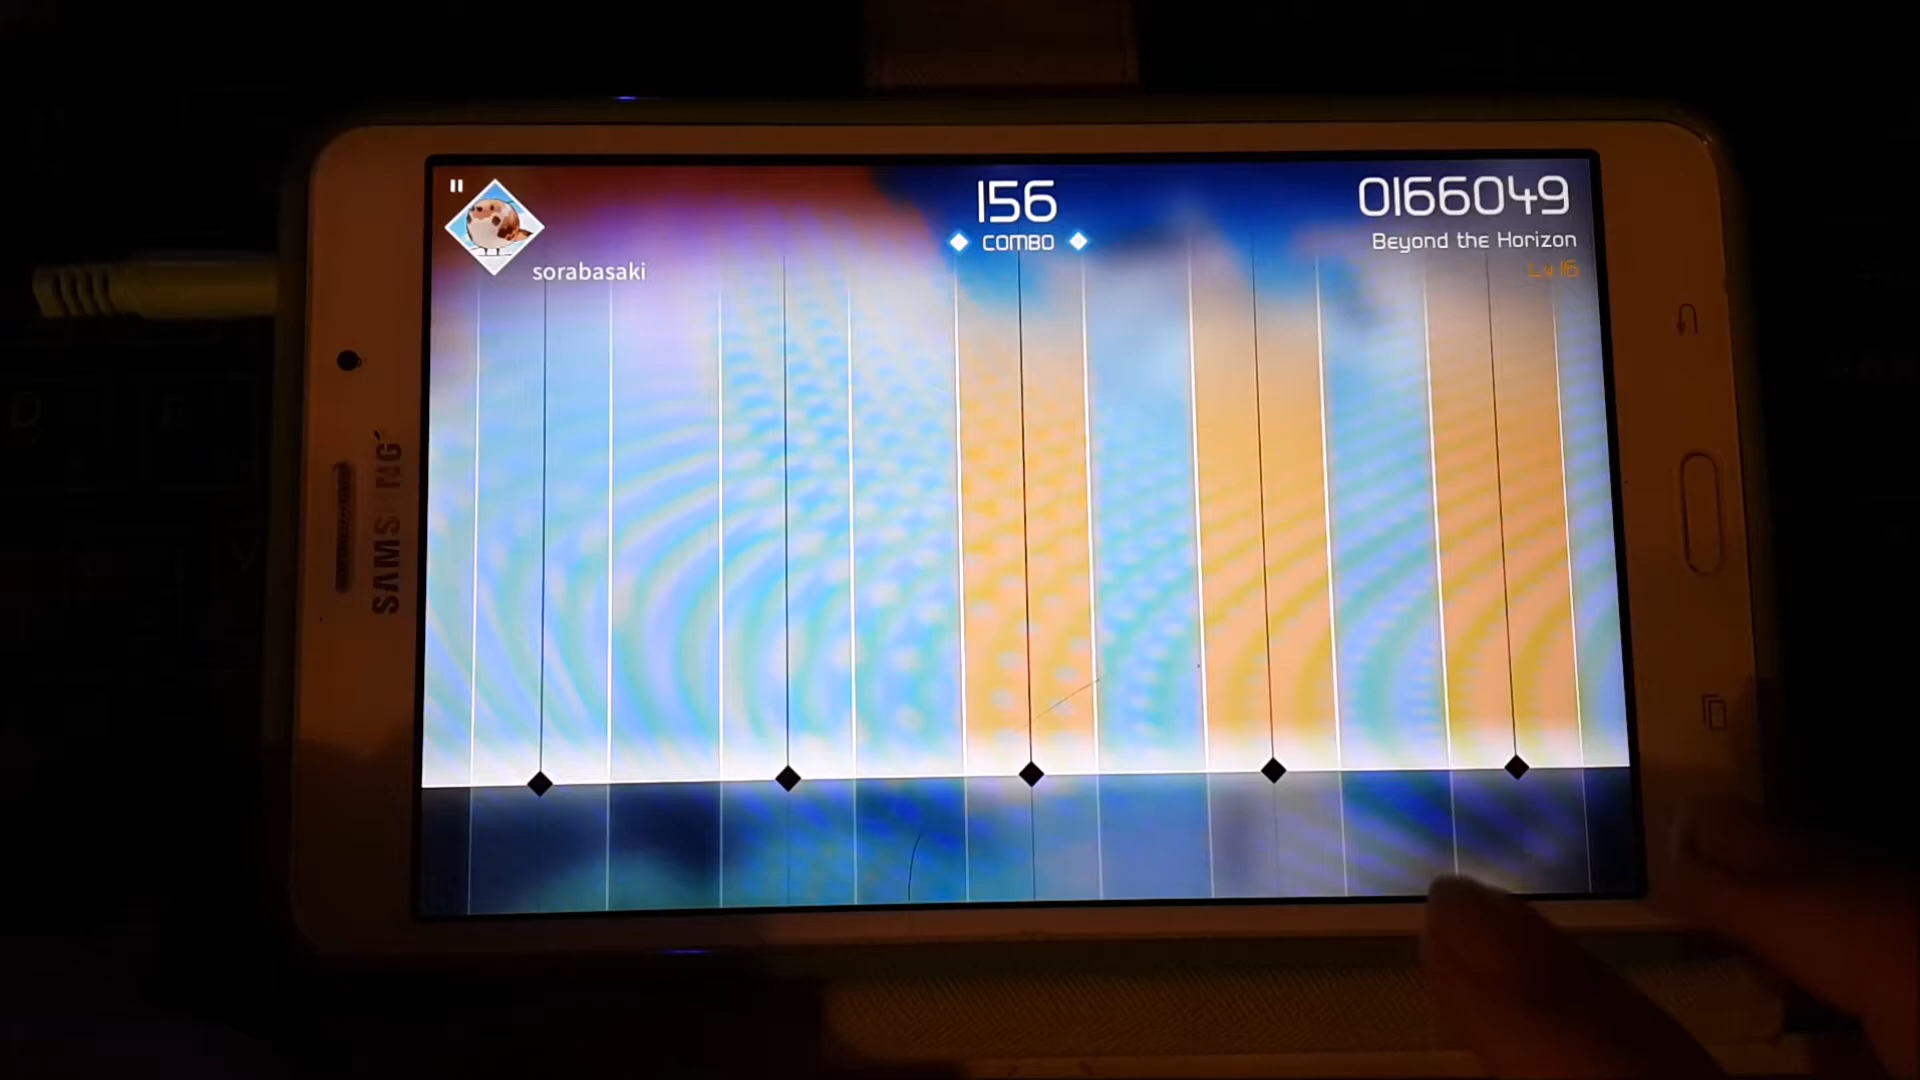 156
COMBO
0166049
Beyond the Horizon
Lv.16
sorabasaki
SAMSUNG